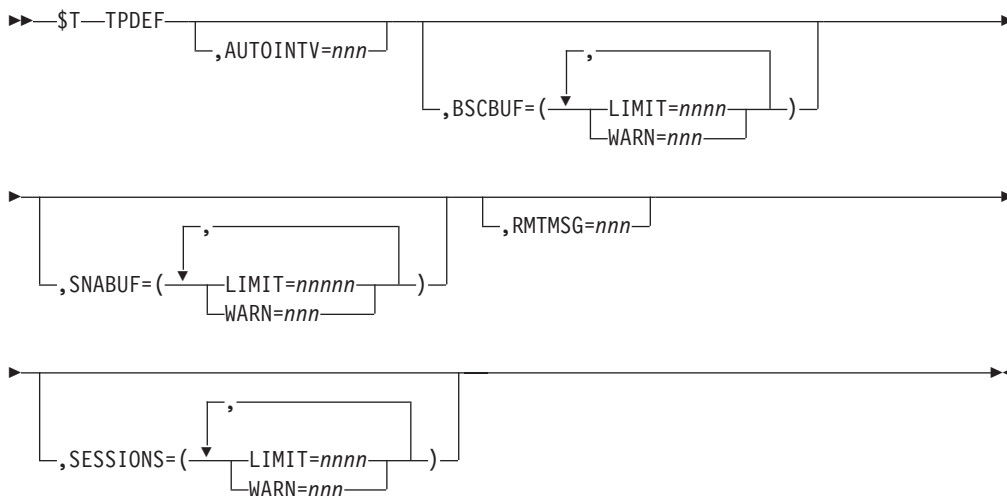 $T TPDEF
,AUTOINTV=nnn
,
,BSCBUF=( LIMIT=nnnn )
WARN=nnn
,
,RMTMSG=nnn
,SNABUF=( LIMIT=nnnnn )
WARN=nnn
,
,SESSIONS=( LIMIT=nnnn )
WARN=nnn